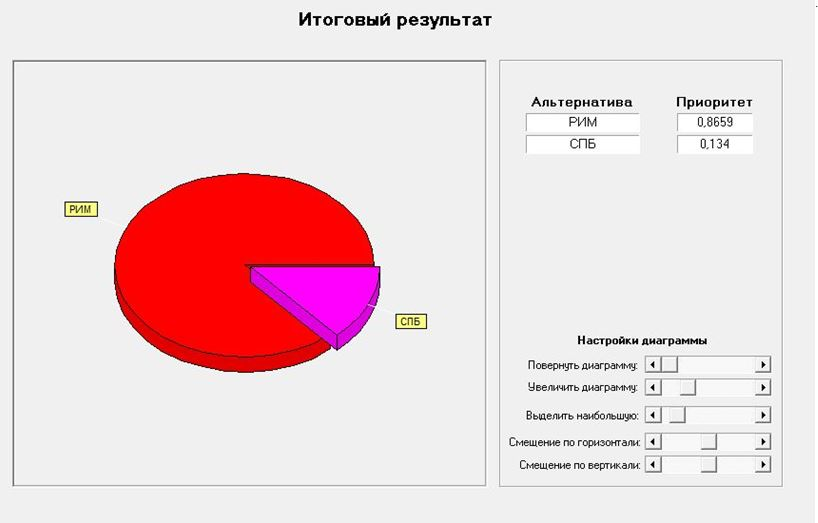 Итоговый результат
РИМ
СПБ
Альтернатива Приоритет
РИМ 0,8659
СПБ 0,134
Настройки диаграммы
Повернуть диаграмму:
Увеличить диаграмму:
Выделить наибольшую:
Смещение по горизонтали:
Смещение по вертикали: